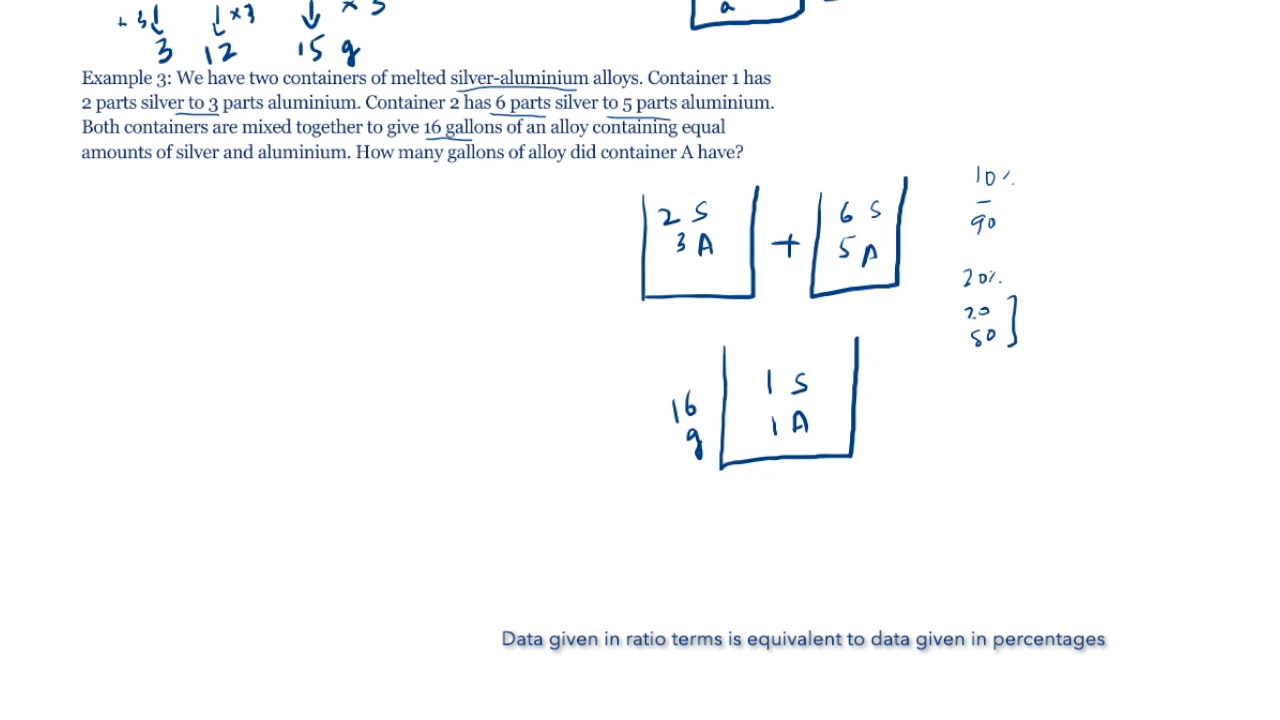 3 12 15 g
Example 3: We have two containers of melted silver-aluminium alloys. Container 1 has
2 parts silver to 3 parts aluminium. Container 2 has 6 parts silver to 5 parts aluminium.
Both containers are mixed together to give 16 gallons of an alloy containing equal
amounts of silver and aluminium. How many gallons of alloy did container A have?
2 S
3 A
+
6 S
5 A
10%
90
20%
20
80
16
g
1 S
1 A
Data given in ratio terms is equivalent to data given in percentages